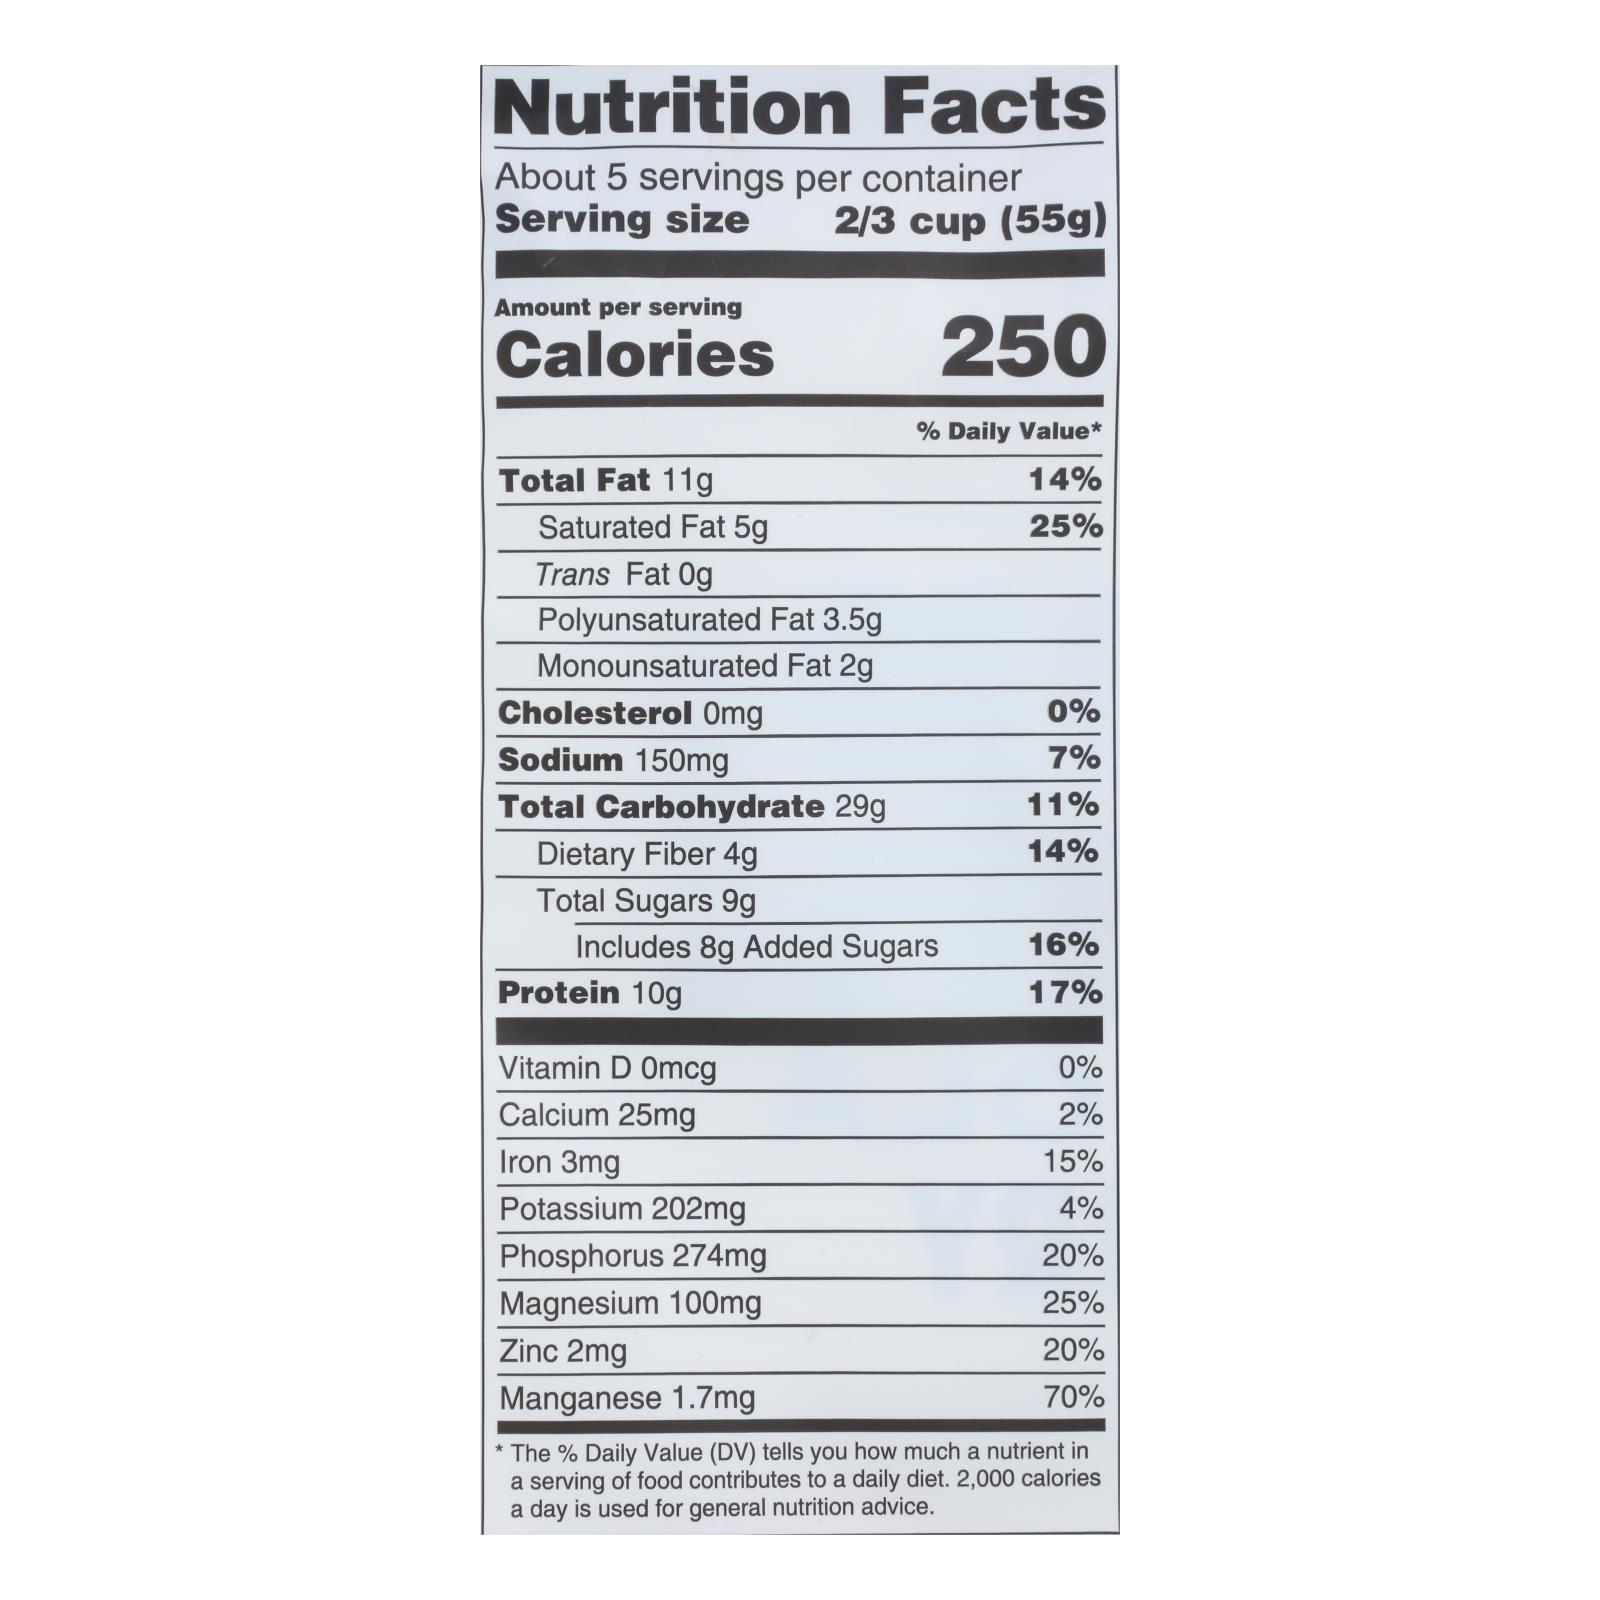 Nutrition Facts
About 5 servings per container
Serving size 2/3 cup (55g)
Amount per serving
Calories 250
% Daily Value*
Total Fat 11g 14%
Saturated Fat 5g 25%
Trans Fat 0g
Polyunsaturated Fat 3.5g
Monounsaturated Fat 2g
Cholesterol 0mg 0%
Sodium 150mg 7%
Total Carbohydrate 29g 11%
Dietary Fiber 4g 14%
Total Sugars 9g
Includes 8g Added Sugars 16%
Protein 10g 17%
Vitamin D 0mcg 0%
Calcium 25mg 2%
Iron 3mg 15%
Potassium 202mg 4%
Phosphorus 274mg 20%
Magnesium 100mg 25%
Zinc 2mg 20%
Manganese 1.7mg 70%
* The % Daily Value (DV) tells you how much a nutrient in
a serving of food contributes to a daily diet. 2,000 calories
a day is used for general nutrition advice.